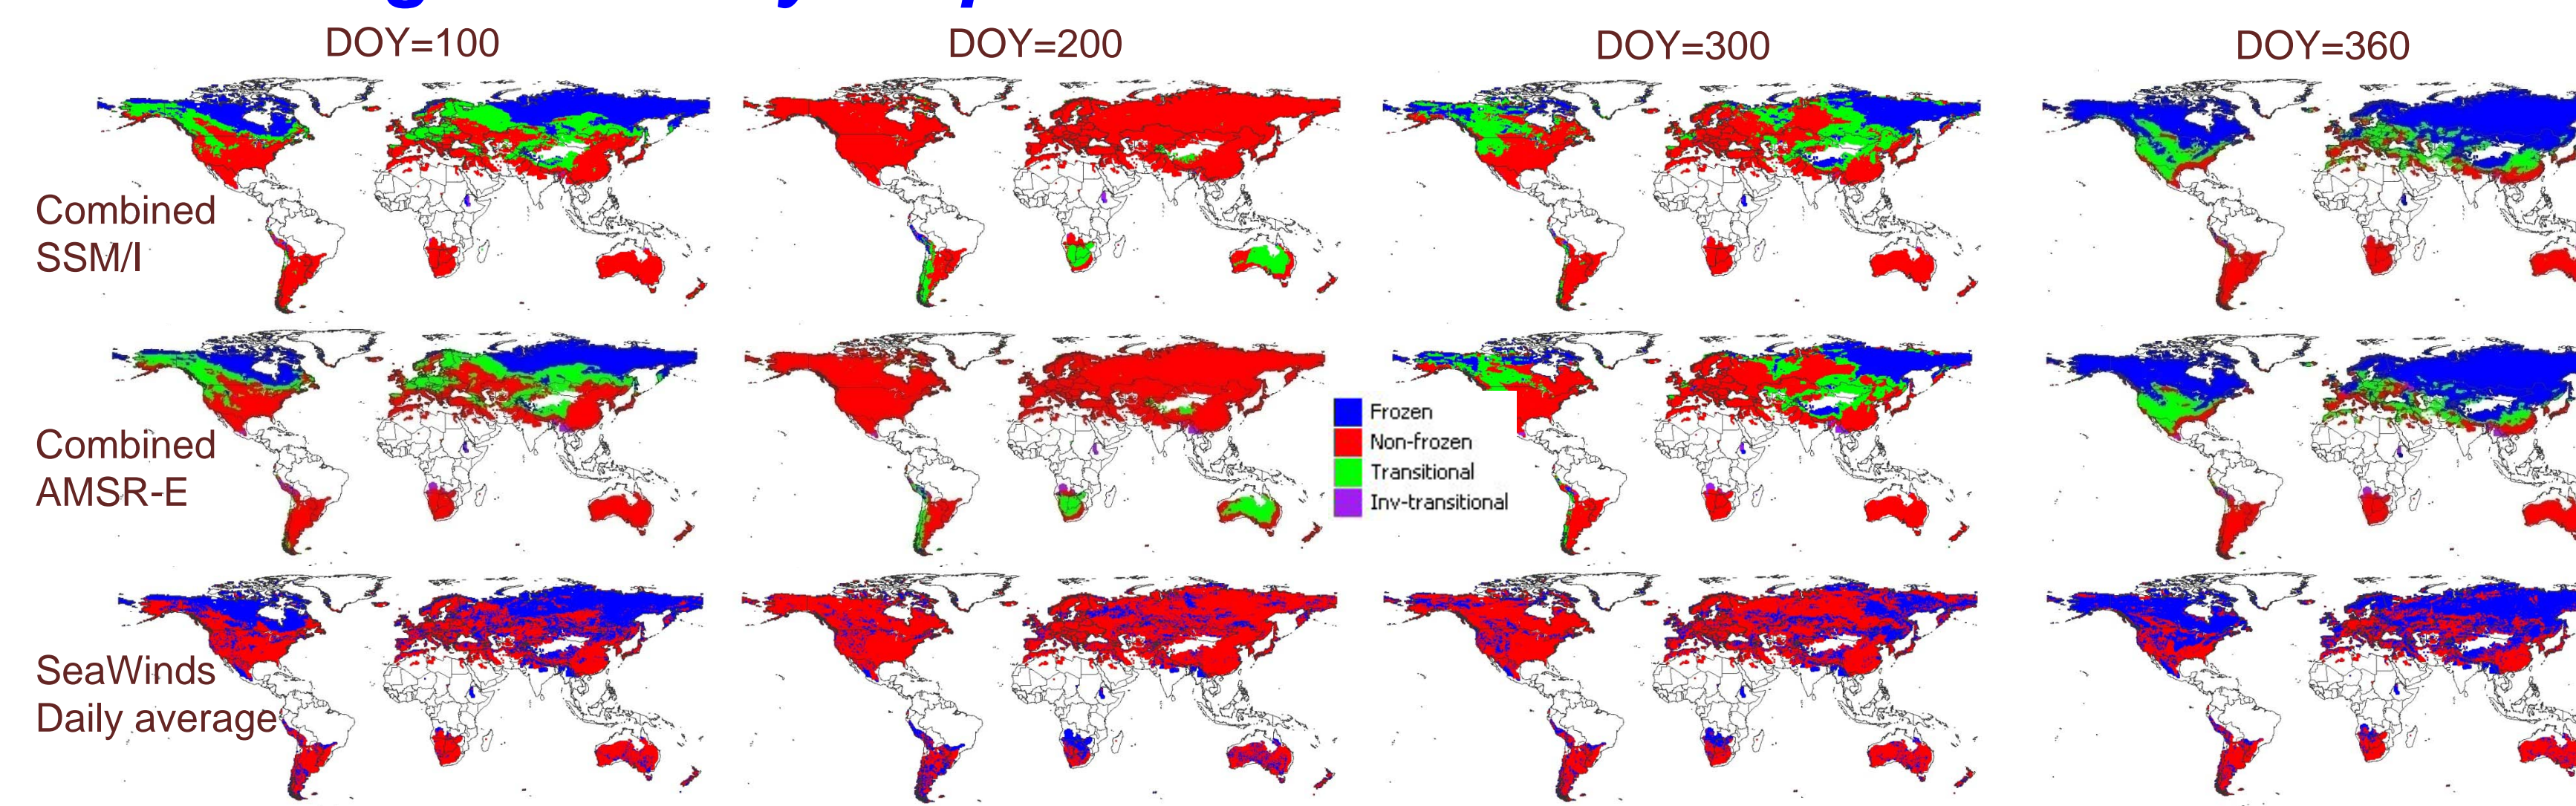 DOY=100
DOY=200
DOY=300
DOY=360
Combined
SSM/I
Combined
AMSR-E
Frozen
Non-frozen
Transitional
Inv-transitional
SeaWinds
Daily average